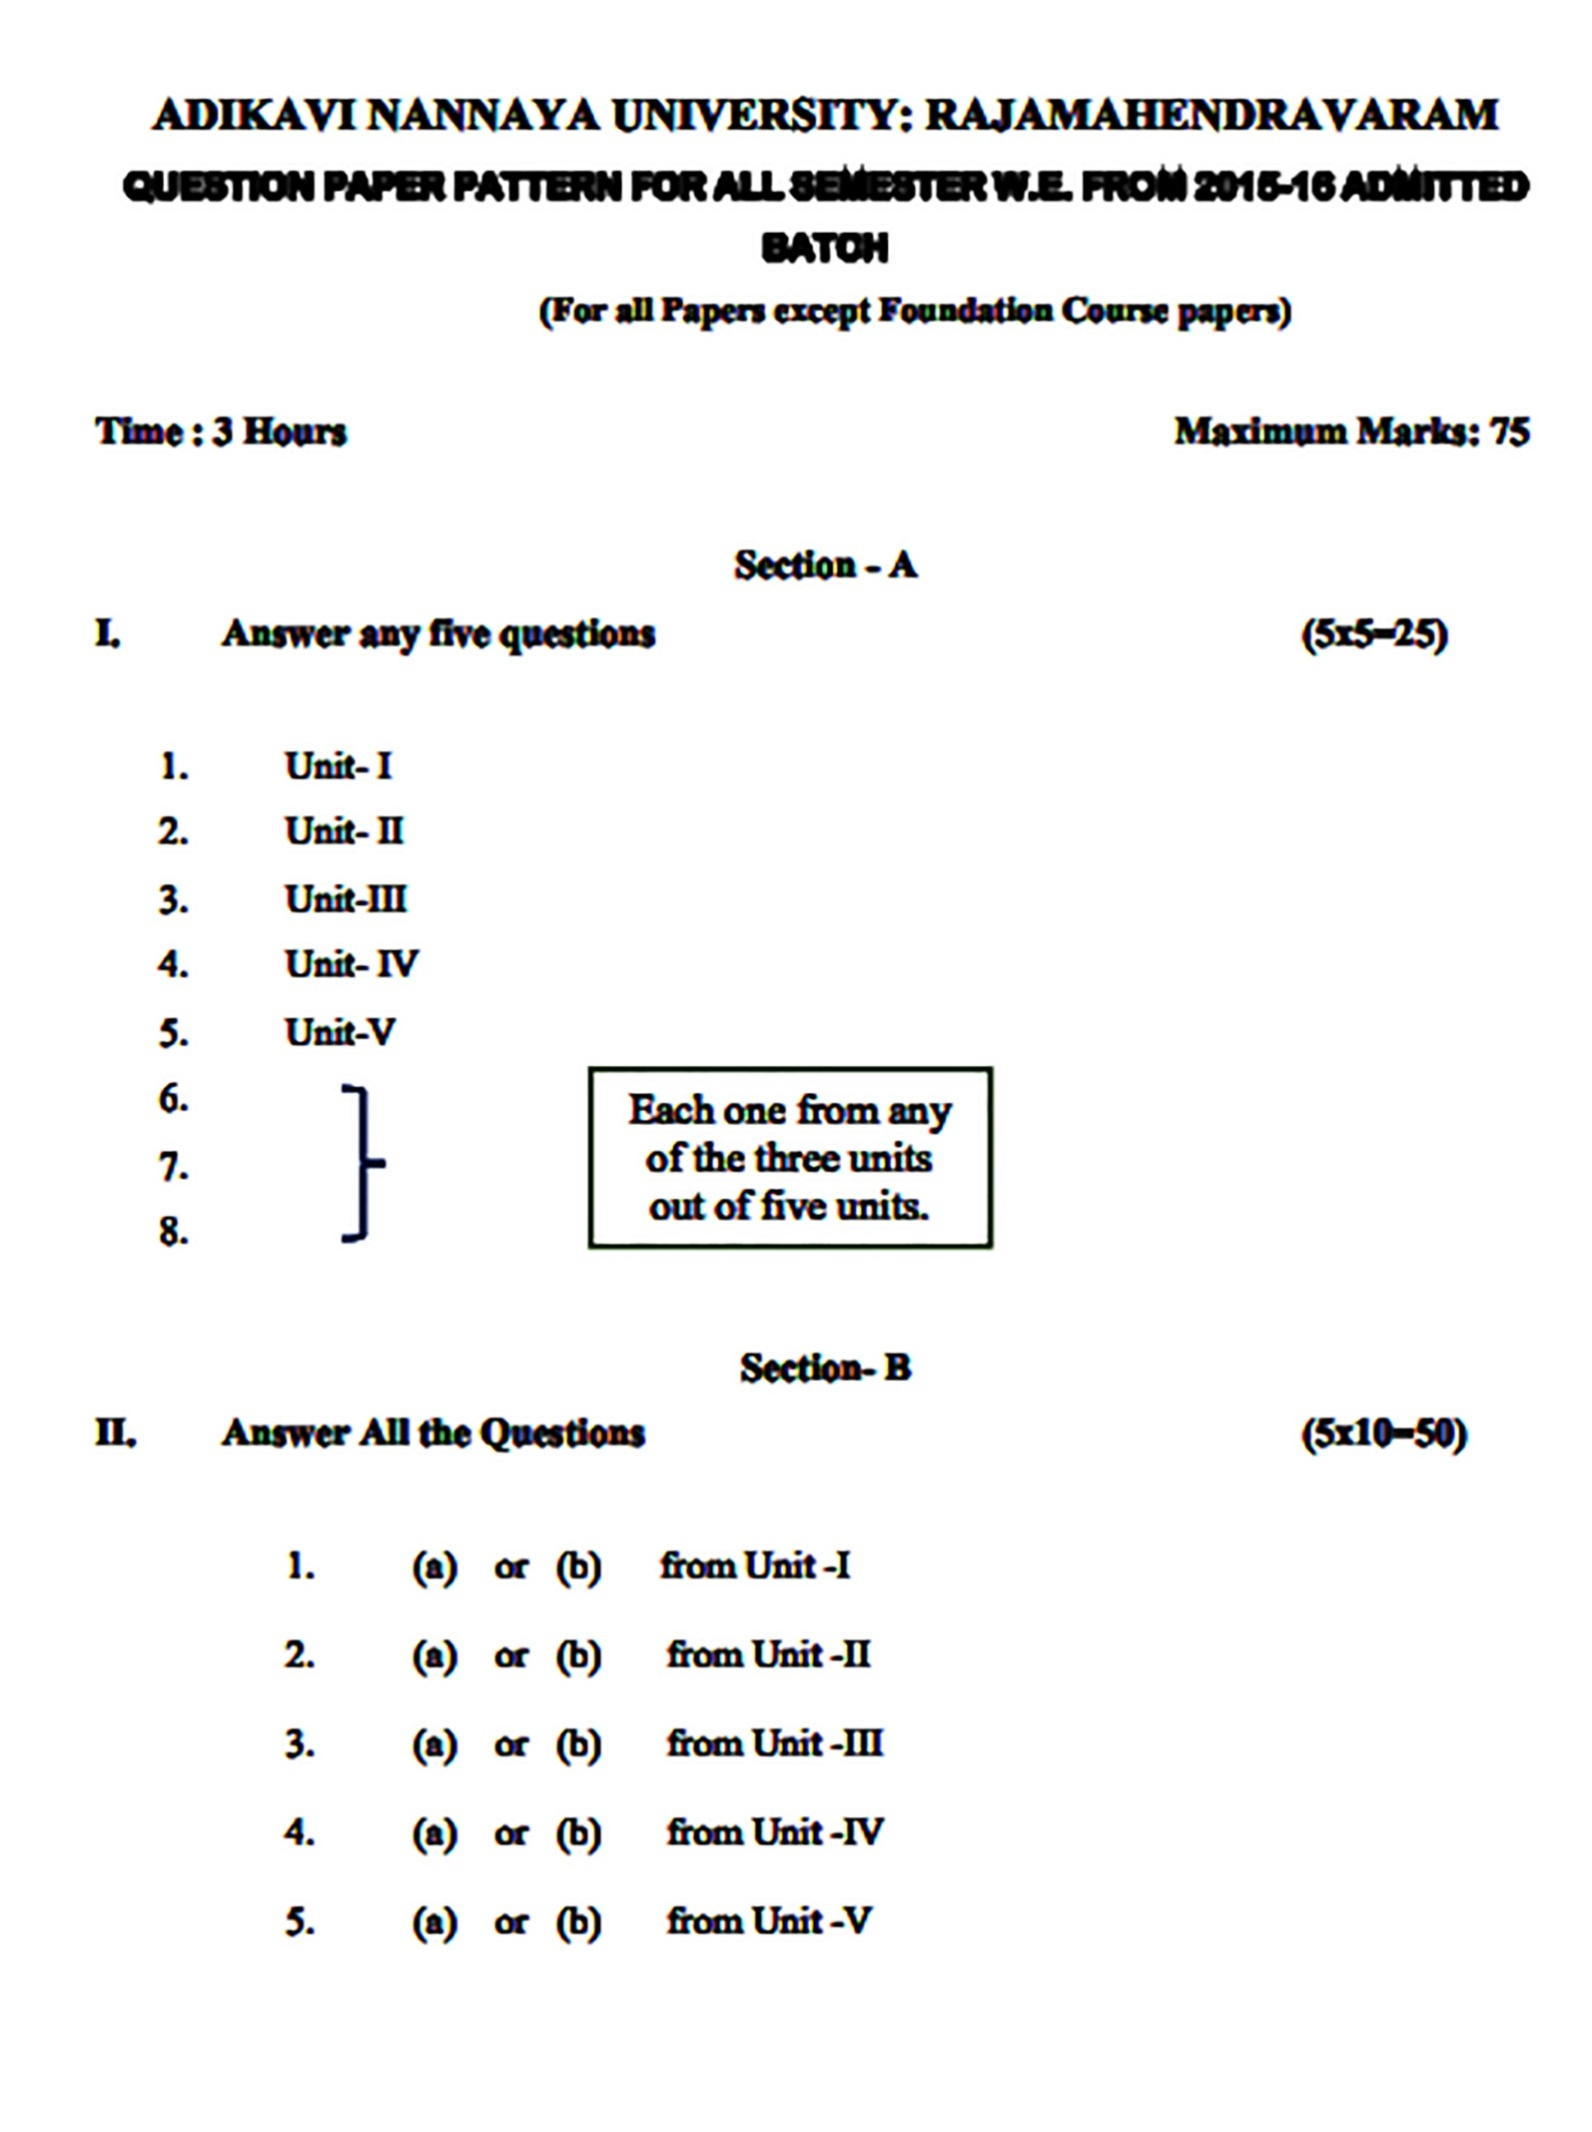 ADIKAVI NANNAYA UNIVERSITY: RAJAMAHENDRAVARAM
QUESTION PAPER PATTERN FOR ALL SEMESTER W.E. FROM 2015-16 ADMITTED
BATCH
(For all Papers except Foundation Course papers)
Time : 3 Hours Maximum Marks: 75
Section - A
I. Answer any five questions (5x5=25)
1. Unit- I
2. Unit- II
3. Unit-III
4. Unit- IV
5. Unit-V
6.
7.
8.
Each one from any
of the three units
out of five units.
Section- B
II. Answer All the Questions (5x10=50)
1. (a) or (b) from Unit -I
2. (a) or (b) from Unit -II
3. (a) or (b) from Unit -III
4. (a) or (b) from Unit -IV
5. (a) or (b) from Unit -V